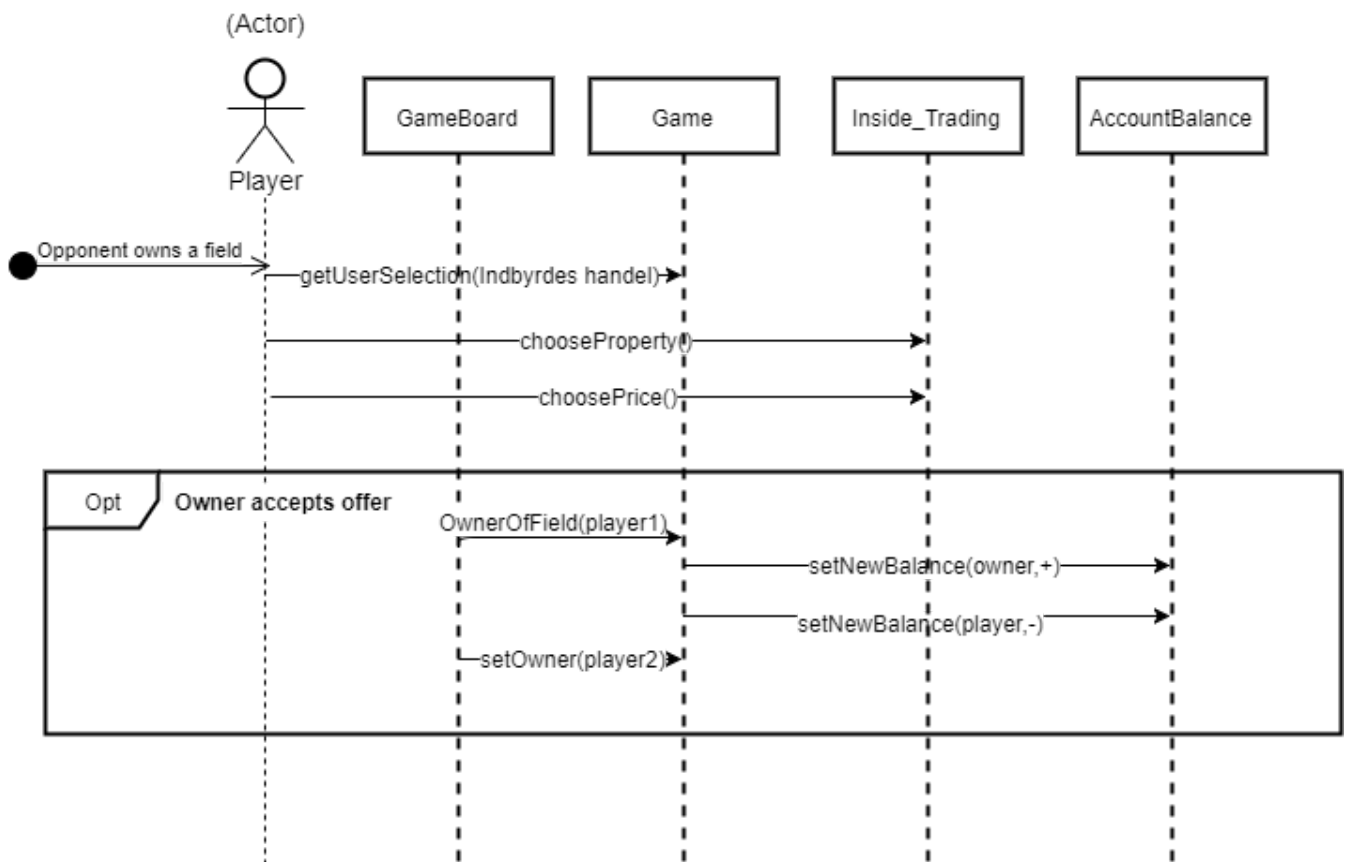 (Actor)
Player
GameBoard
Game
Inside_Trading
AccountBalance
Opponent owns a field
getUserSelection(Indbyrdes handel)
chooseProperty()
choosePrice()
Opt
Owner accepts offer
OwnerOfField(player1)
setNewBalance(owner,+)
setNewBalance(player,-)
setOwner(player2)